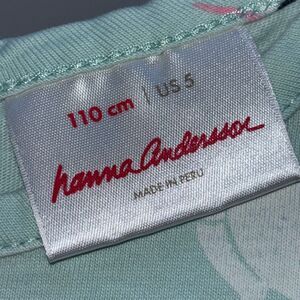 110 cm | US 5
hanna andersson
MADE IN PERU